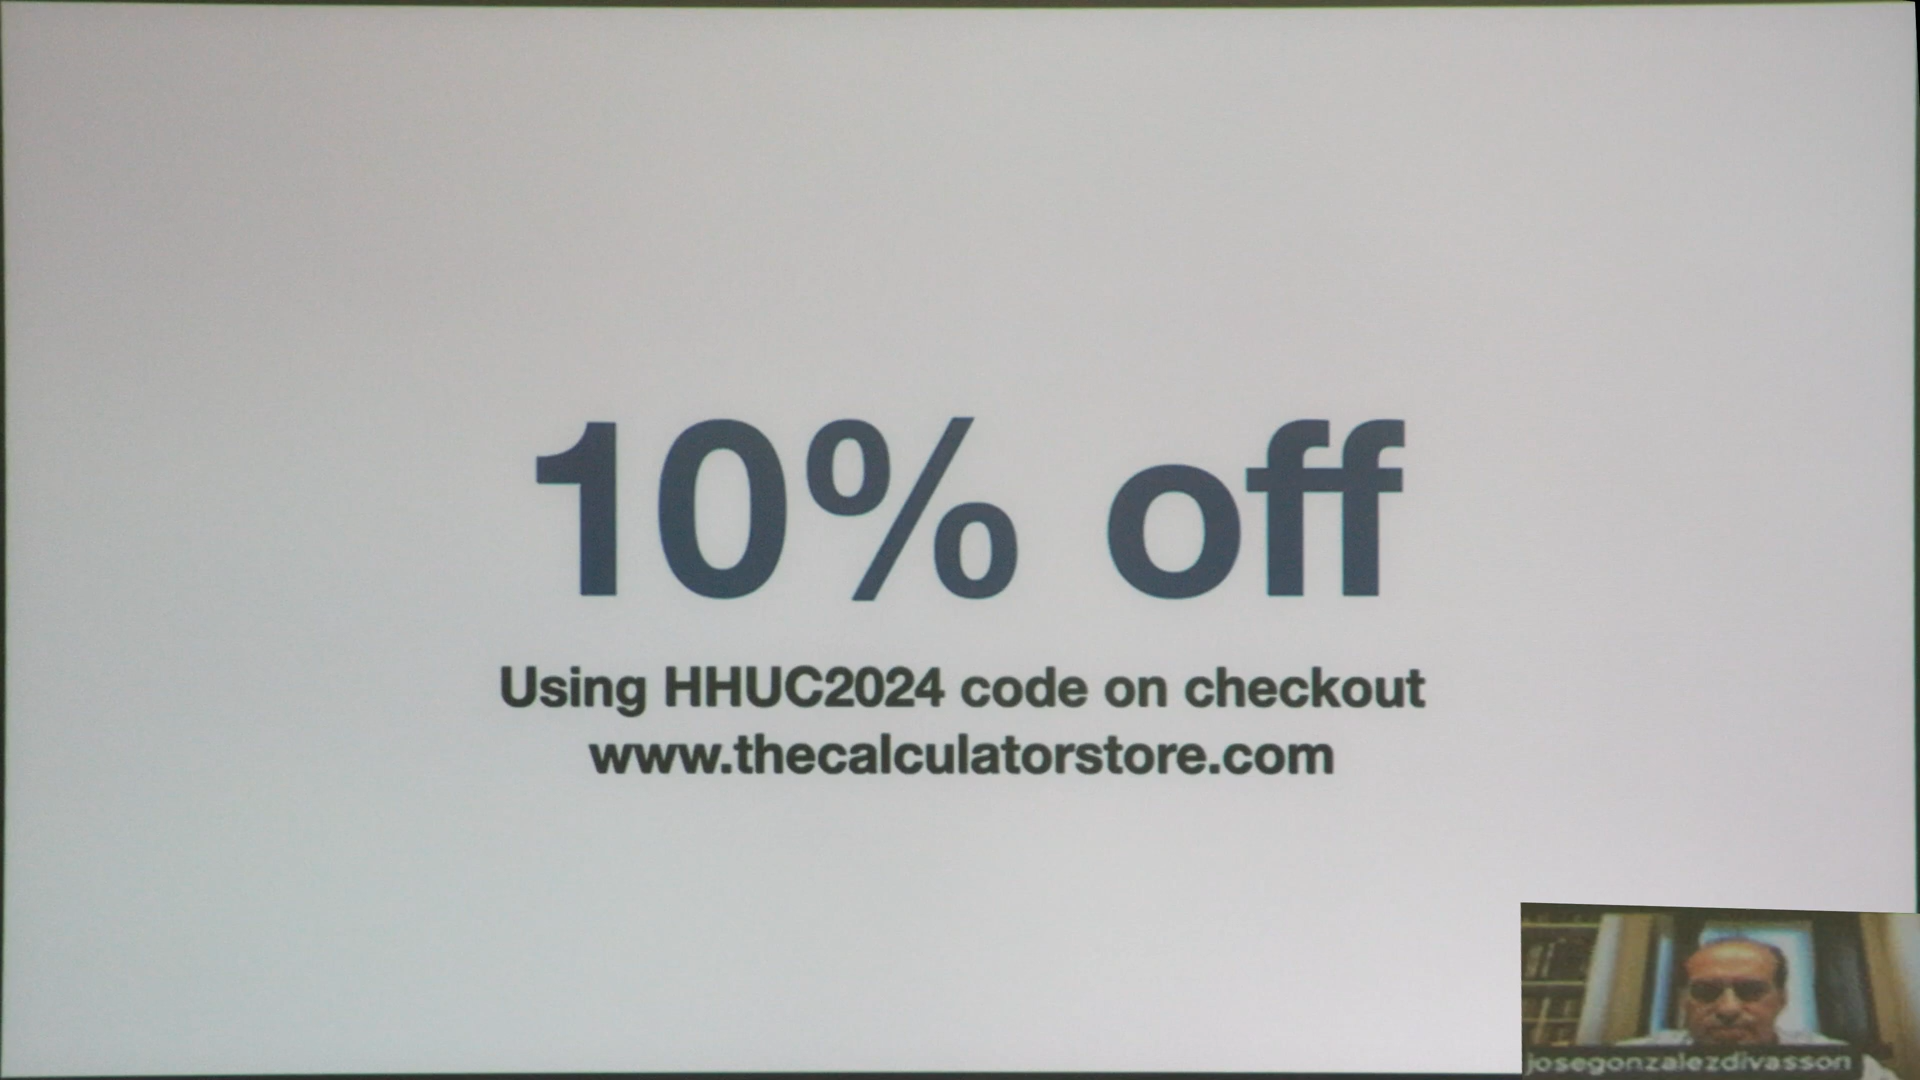 10% off
Using HHUC2024 code on checkout
www.thecalculatorstore.com
josegonzalezdivasson